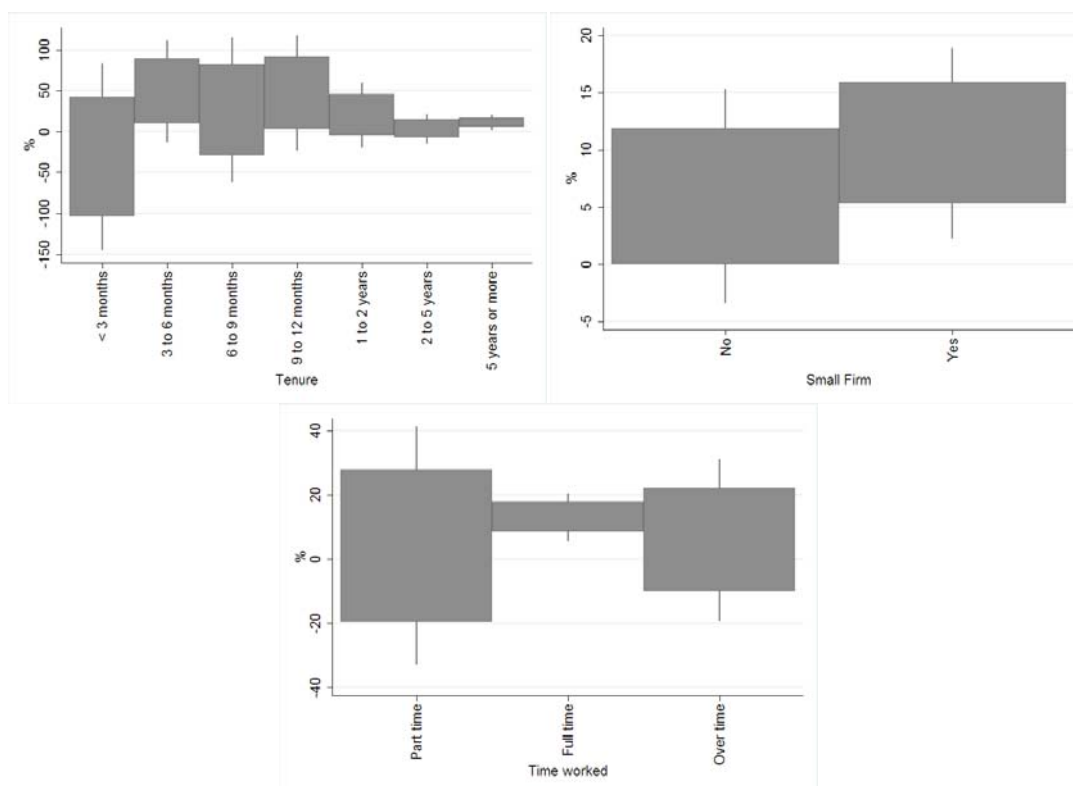 %
100
50
0
-50
-100
-150
< 3 months
3 to 6 months
6 to 9 months
9 to 12 months
1 to 2 years
2 to 5 years
5 years or more
Tenure
%
20
15
10
5
0
-5
No
Yes
Small Firm
%
40
20
0
-20
-40
Part time
Full time
Over time
Time worked